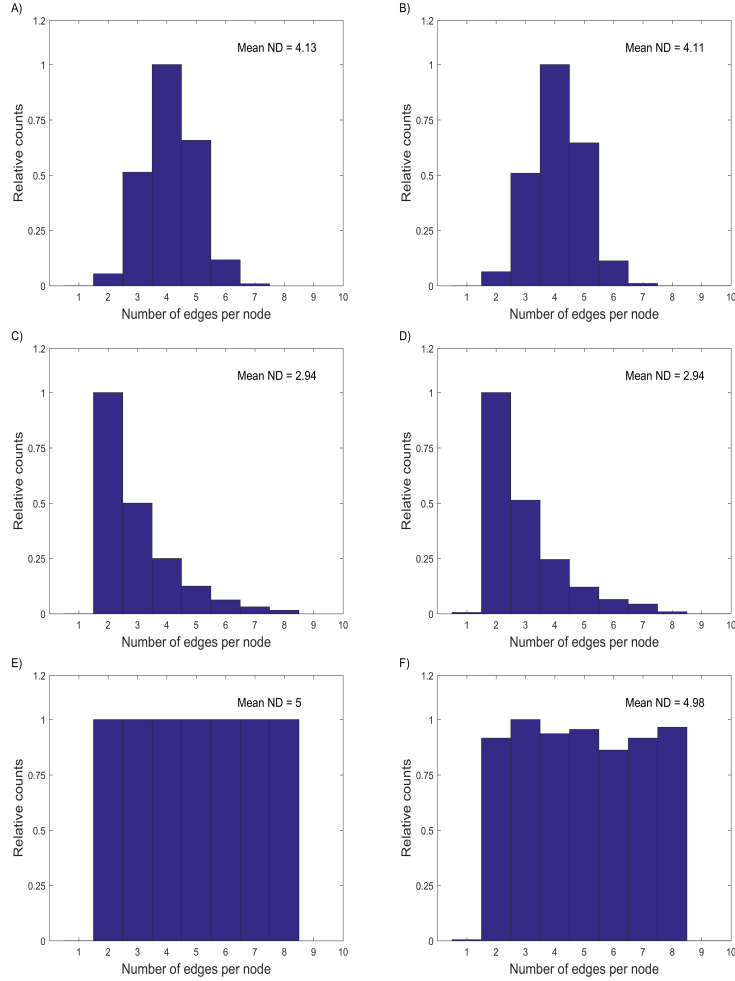 A)
Mean ND = 4.13
1.2
1
0.75
0.5
0.25
0
Relative counts
1 2 3 4 5 6 7 8 9 10
Number of edges per node
B)
Mean ND = 4.11
1.2
1
0.75
0.5
0.25
0
Relative counts
1 2 3 4 5 6 7 8 9 10
Number of edges per node
C)
Mean ND = 2.94
1.2
1
0.75
0.5
0.25
0
Relative counts
1 2 3 4 5 6 7 8 9 10
Number of edges per node
D)
Mean ND = 2.94
1.2
1
0.75
0.5
0.25
0
Relative counts
1 2 3 4 5 6 7 8 9 10
Number of edges per node
E)
Mean ND = 5
1.2
1
0.75
0.5
0.25
0
Relative counts
1 2 3 4 5 6 7 8 9 10
Number of edges per node
F)
Mean ND = 4.98
1.2
1
0.75
0.5
0.25
0
Relative counts
1 2 3 4 5 6 7 8 9 10
Number of edges per node